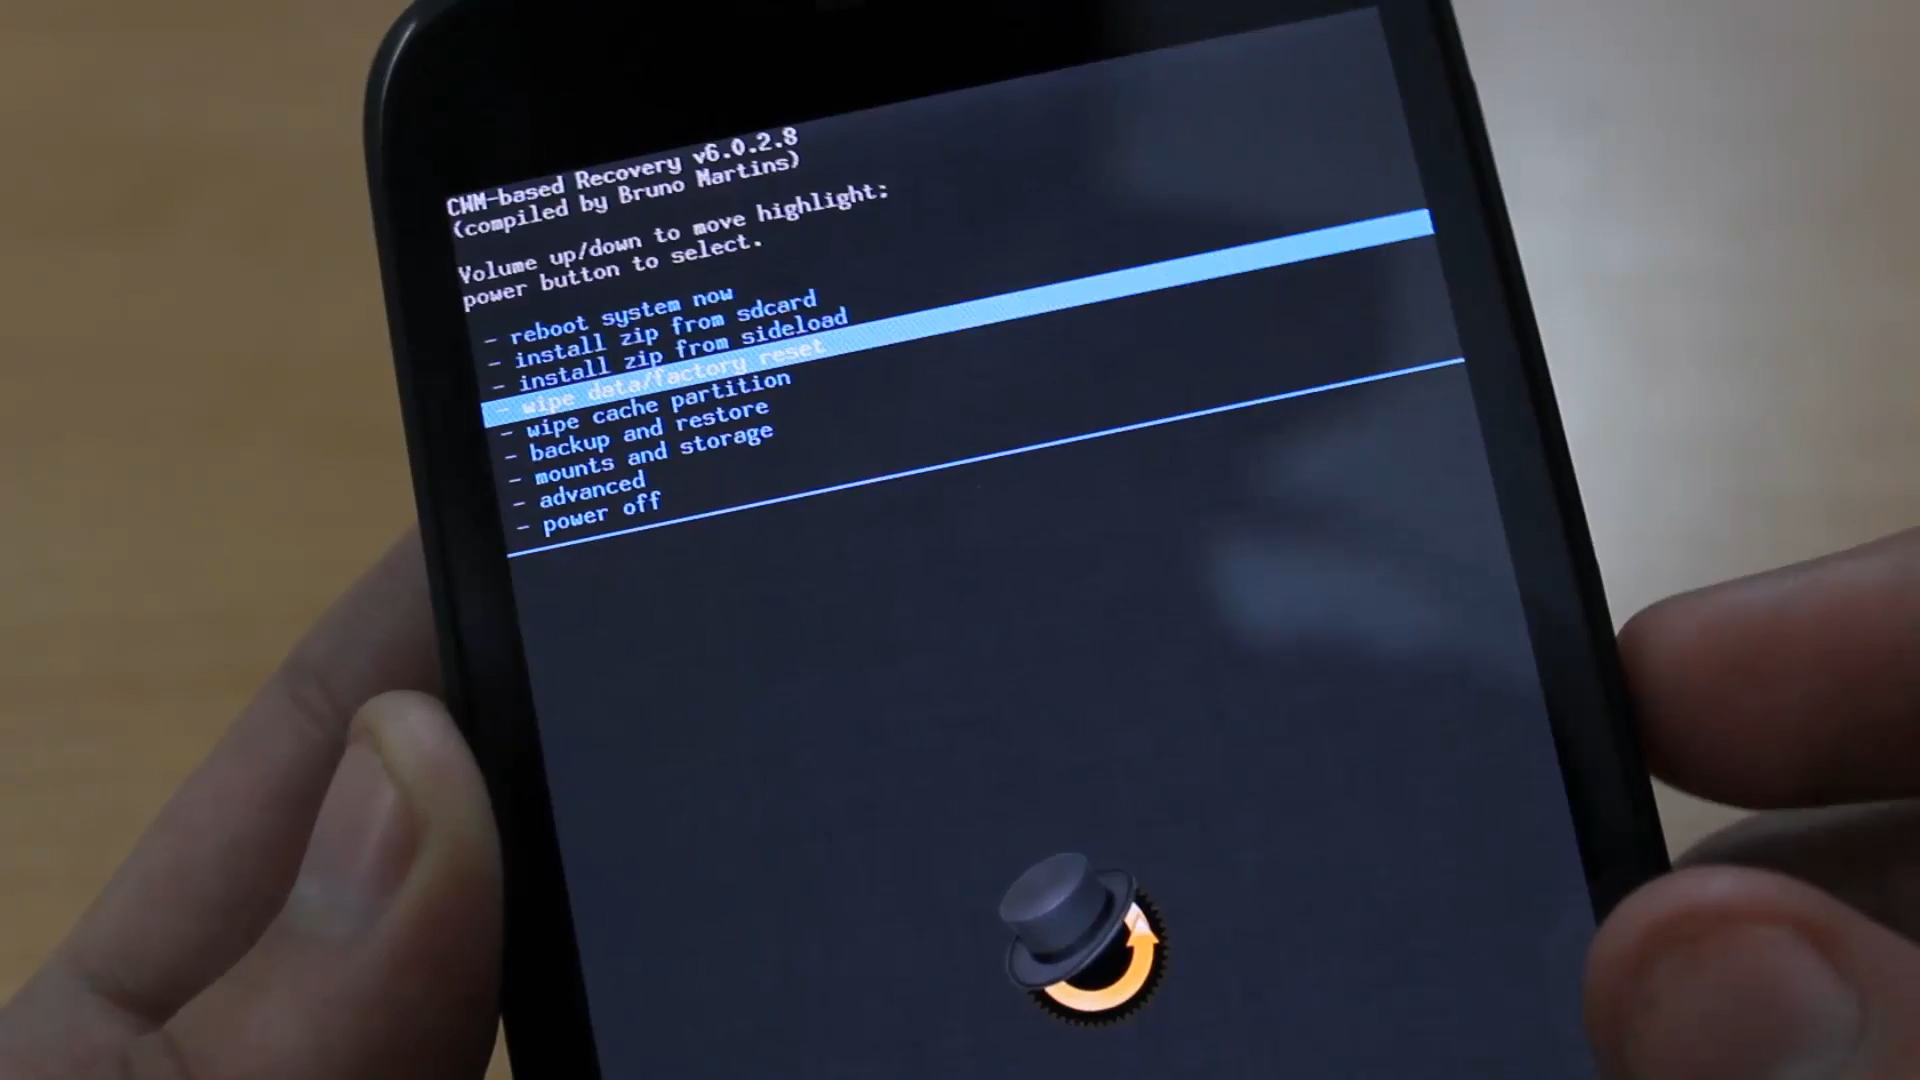 CWM-based Recovery v6.0.2.8
(compiled by Bruno Martins)
Volume up/down to move highlight;
power button to select.
- reboot system now
- install zip from sdcard
- install zip from sideload
- wipe data/factory reset
- wipe cache partition
- backup and restore
- mounts and storage
- advanced
- power off